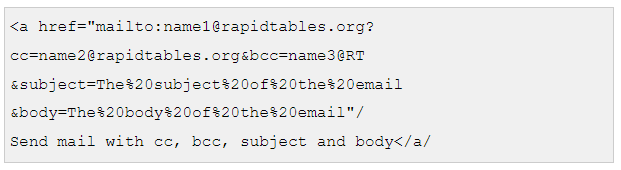 <a href="mailto:name1@rapidtables.org?
cc=name2@rapidtables.org&bcc=name3@RT
&subject=The%20subject%20of%20the%20email
&body=The%20body%20of%20the%20email"/
Send mail with cc, bcc, subject and body</a/